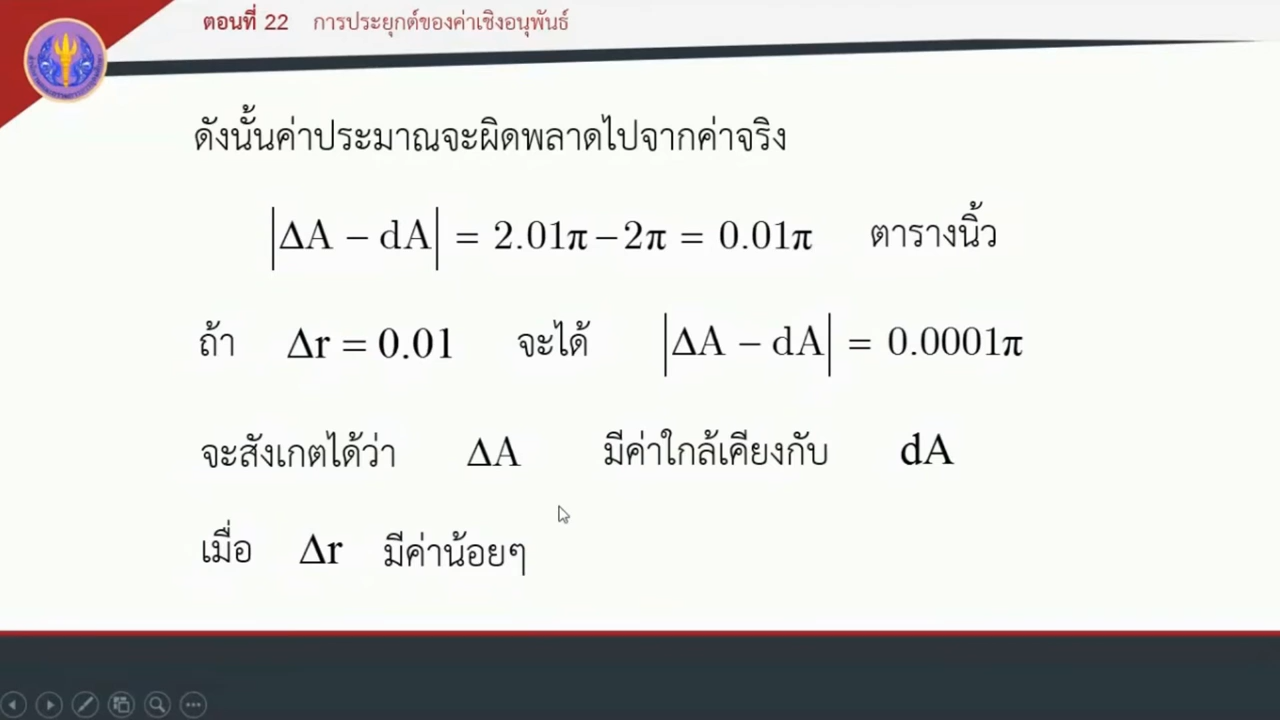 ตอนที่ 22 การประยุกต์ของค่าเชิงอนุพันธ์
ดังนั้นค่าประมาณจะผิดพลาดไปจากค่าจริง
|ΔA − dA| = 2.01π − 2π = 0.01π ตารางนิ้ว
ถ้า Δr = 0.01 จะได้ |ΔA − dA| = 0.0001π
จะสังเกตได้ว่า ΔA มีค่าใกล้เคียงกับ dA
เมื่อ Δr มีค่าน้อยๆ